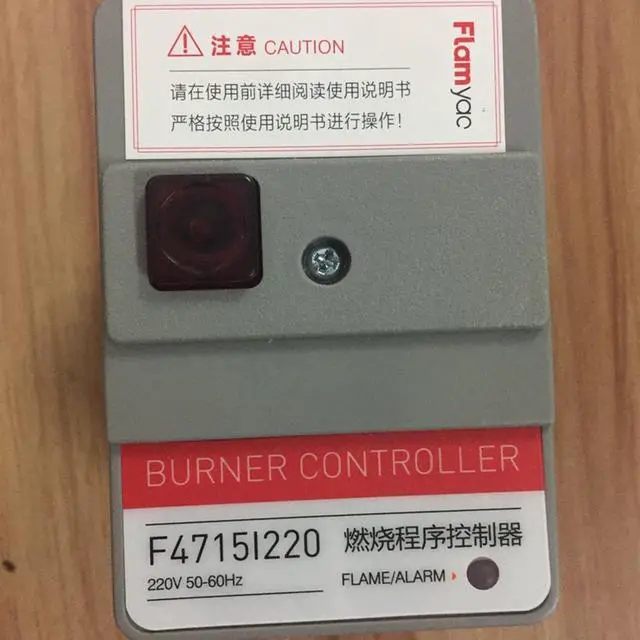 注意 CAUTION
请在使用前详细阅读使用说明书
严格按照使用说明书进行操作！
Flamyac
BURNER CONTROLLER
F4715I220 燃烧程序控制器
220V 50-60Hz
FLAME/ALARM